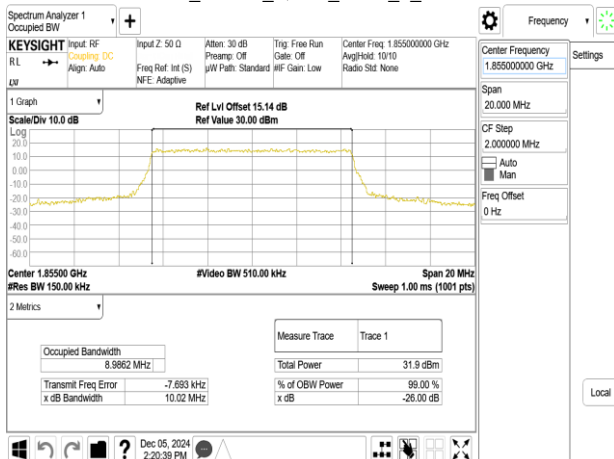 Spectrum Analyzer 1
Occupied BW
+
Frequency
KEYSIGHT
RL
LXI
Input: RF
Coupling: DC
Align: Auto
Input Z: 50 Ω
Freq Ref: Int (S)
NFE: Adaptive
Atten: 30 dB
Preamp: Off
µW Path: Standard
Trig: Free Run
Gate: Off
#IF Gain: Low
Center Freq: 1.855000000 GHz
Avg|Hold: 10/10
Radio Std: None
Center Frequency
1.855000000 GHz
Settings
Span
20.000 MHz
CF Step
2.000000 MHz
Auto
Man
Freq Offset
0 Hz
Local
1 Graph
Scale/Div 10.0 dB
Ref Lvl Offset 15.14 dB
Ref Value 30.00 dBm
Log
20.0
10.0
0.00
-10.0
-20.0
-30.0
-40.0
-50.0
-60.0
Center 1.85500 GHz
#Video BW 510.00 kHz
Span 20 MHz
#Res BW 150.00 kHz
Sweep 1.00 ms (1001 pts)
2 Metrics
Measure Trace Trace 1
Occupied Bandwidth
8.9862 MHz
Total Power 31.9 dBm
Transmit Freq Error -7.693 kHz
% of OBW Power 99.00 %
x dB Bandwidth 10.02 MHz
x dB -26.00 dB
?
Dec 05, 2024
2:20:39 PM